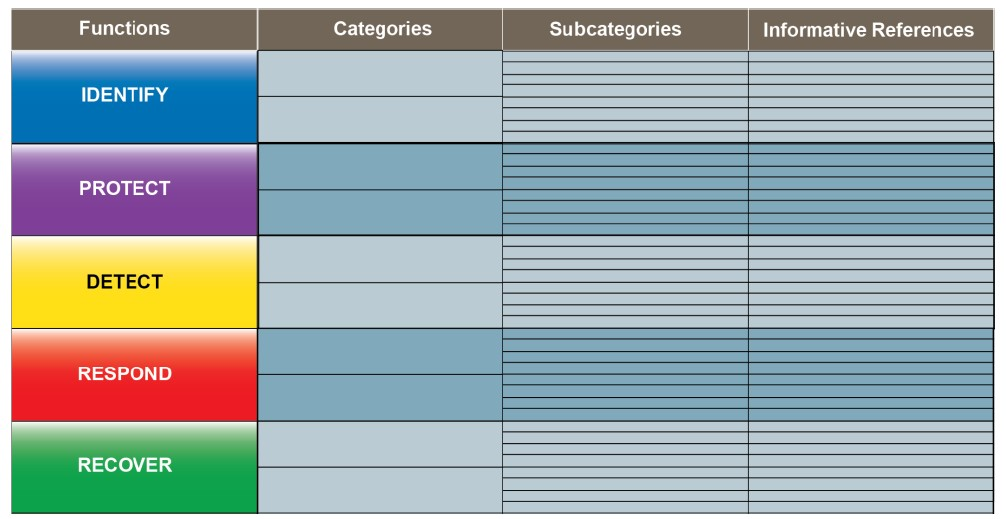 Functions Categories Subcategories Informative References
IDENTIFY
PROTECT
DETECT
RESPOND
RECOVER